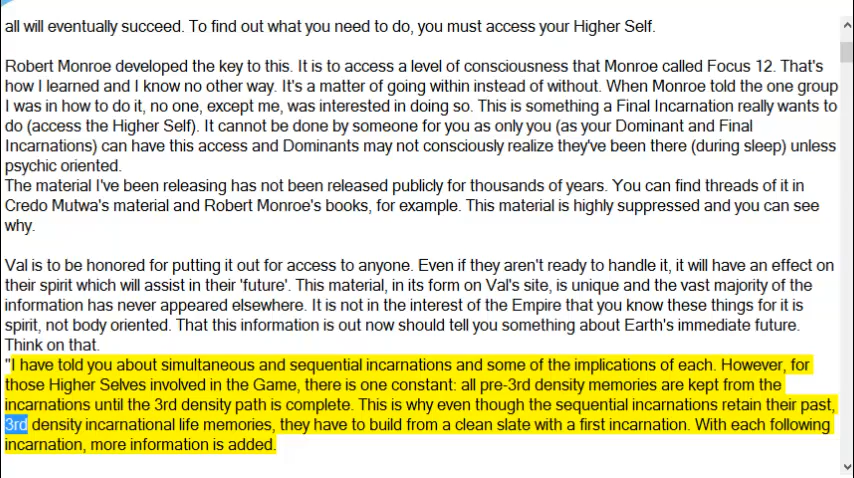 all will eventually succeed. To find out what you need to do, you must access your Higher Self.
Robert Monroe developed the key to this. It is to access a level of consciousness that Monroe called Focus 12. That's
how I learned and I know no other way. It's a matter of going within instead of without. When Monroe told the one group
I was in how to do it, no one, except me, was interested in doing so. This is something a Final Incarnation really wants to
do (access the Higher Self). It cannot be done by someone for you as only you (as your Dominant and Final
Incarnations) can have this access and Dominants may not consciously realize they've been there (during sleep) unless
psychic oriented.
The material I've been releasing has not been released publicly for thousands of years. You can find threads of it in
Credo Mutwa's material and Robert Monroe's books, for example. This material is highly suppressed and you can see
why.
Val is to be honored for putting it out for access to anyone. Even if they aren't ready to handle it, it will have an effect on
their spirit which will assist in their 'future'. This material, in its form on Val's site, is unique and the vast majority of the
information has never appeared elsewhere. It is not in the interest of the Empire that you know these things for it is
spirit, not body oriented. That this information is out now should tell you something about Earth's immediate future.
Think on that.
"I have told you about simultaneous and sequential incarnations and some of the implications of each. However, for
those Higher Selves involved in the Game, there is one constant: all pre-3rd density memories are kept from the
incarnations until the 3rd density path is complete. This is why even though the sequential incarnations retain their past,
3rd density incarnational life memories, they have to build from a clean slate with a first incarnation. With each following
incarnation, more information is added.